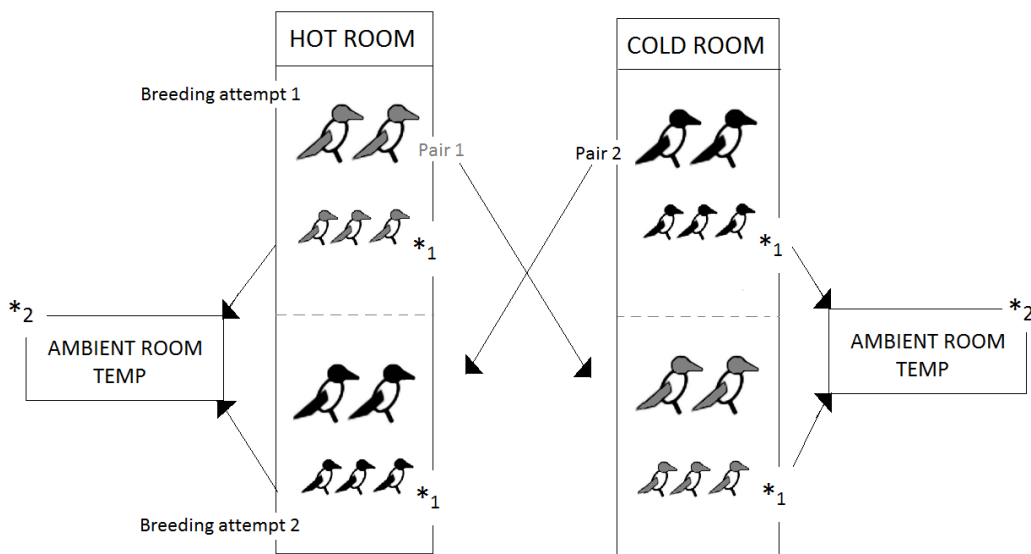 HOT ROOM
COLD ROOM
Breeding attempt 1
Pair 1
Pair 2
*1
*1
*2
*2
AMBIENT ROOM
TEMP
AMBIENT ROOM
TEMP
*1
*1
Breeding attempt 2